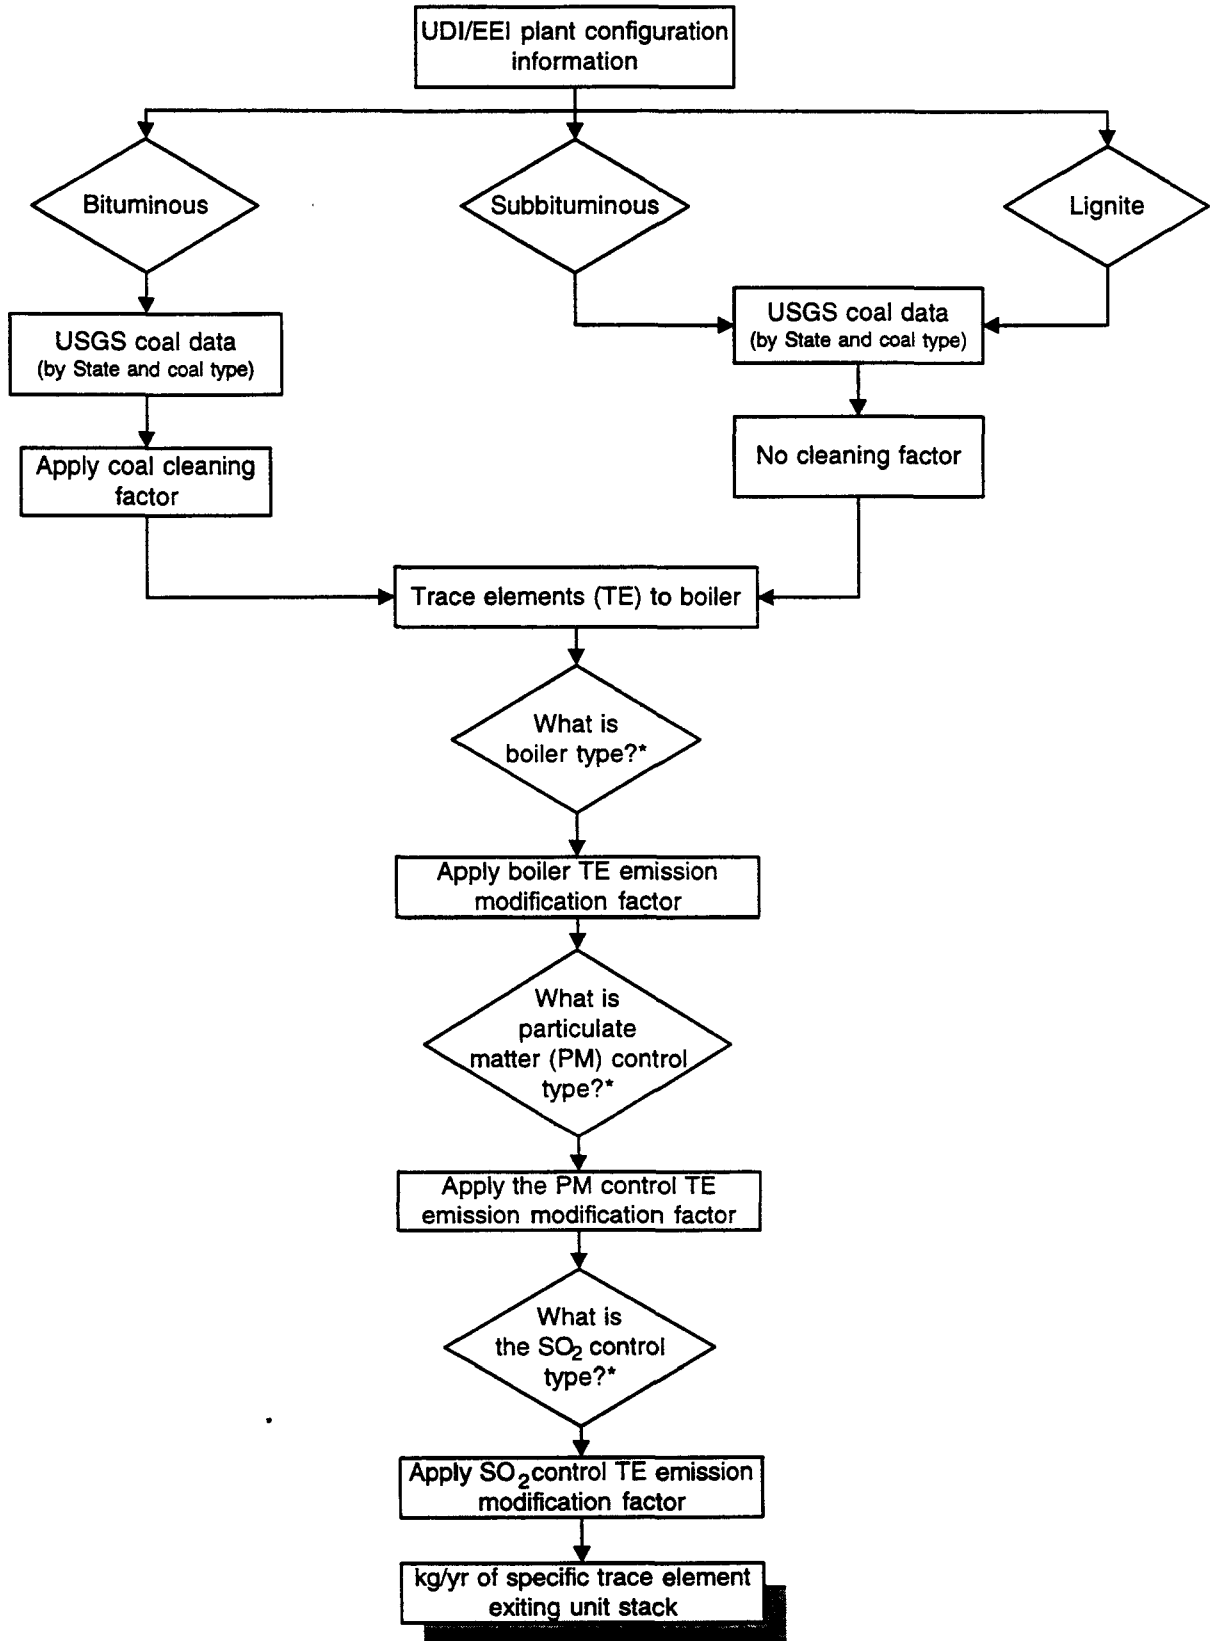 UDI/EEI plant configuration
information
Bituminous
Subbituminous
Lignite
USGS coal data
(by State and coal type)
USGS coal data
(by State and coal type)
Apply coal cleaning
factor
No cleaning factor
Trace elements (TE) to boiler
What is
boiler type?*
Apply boiler TE emission
modification factor
What is
particulate
matter (PM) control
type?*
Apply the PM control TE
emission modification factor
What is
the SO₂ control
type?*
Apply SO₂ control TE emission
modification factor
kg/yr of specific trace element
exiting unit stack